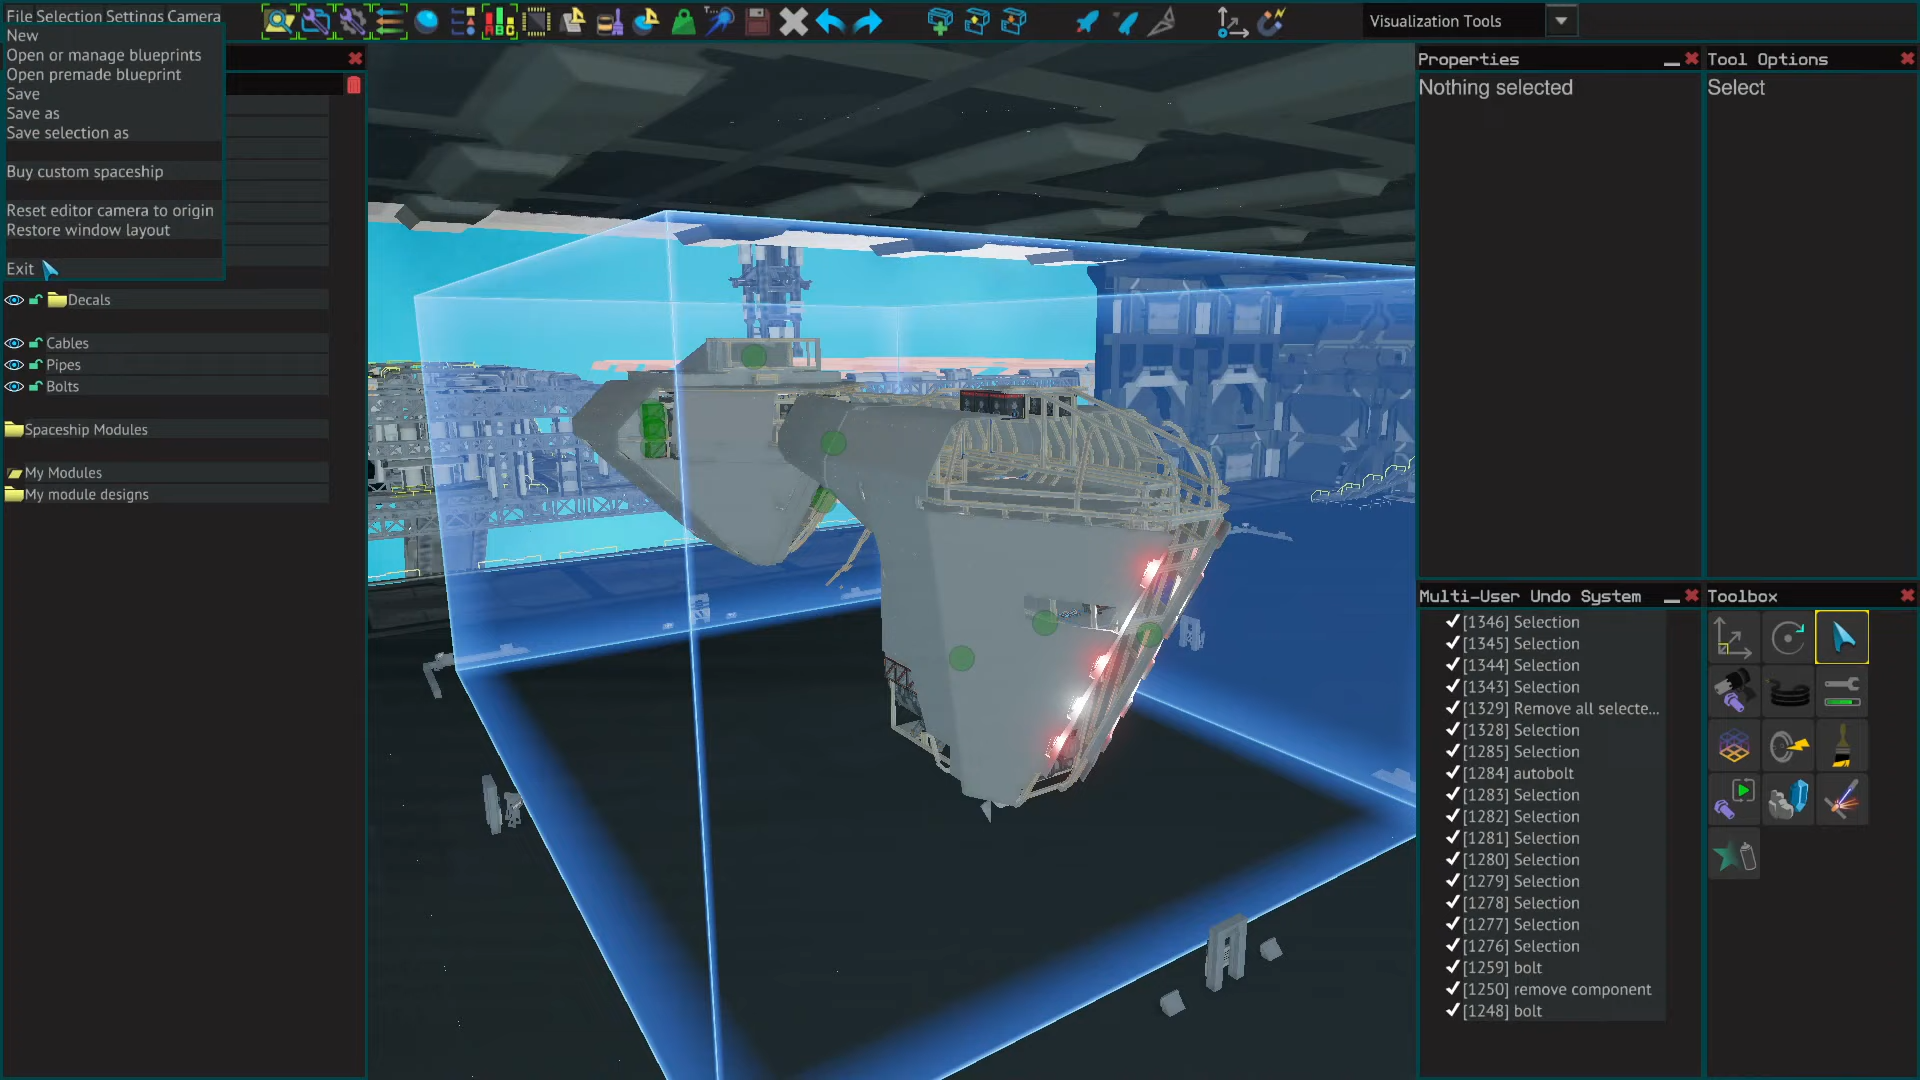 File Selection Settings Camera
New
Open or manage blueprints
Open premade blueprint
Save
Save as
Save selection as
Buy custom spaceship
Reset editor camera to origin
Restore window layout
Exit
Decals
Cables
Pipes
Bolts
Spaceship Modules
My Modules
My module designs
ABC
Visualization Tools
Properties
Nothing selected
Tool Options
Select
Multi-User Undo System
[1346] Selection
[1345] Selection
[1344] Selection
[1343] Selection
[1329] Remove all selecte...
[1328] Selection
[1285] Selection
[1284] autobolt
[1283] Selection
[1282] Selection
[1281] Selection
[1280] Selection
[1279] Selection
[1278] Selection
[1277] Selection
[1276] Selection
[1259] bolt
[1250] remove component
[1248] bolt
Toolbox